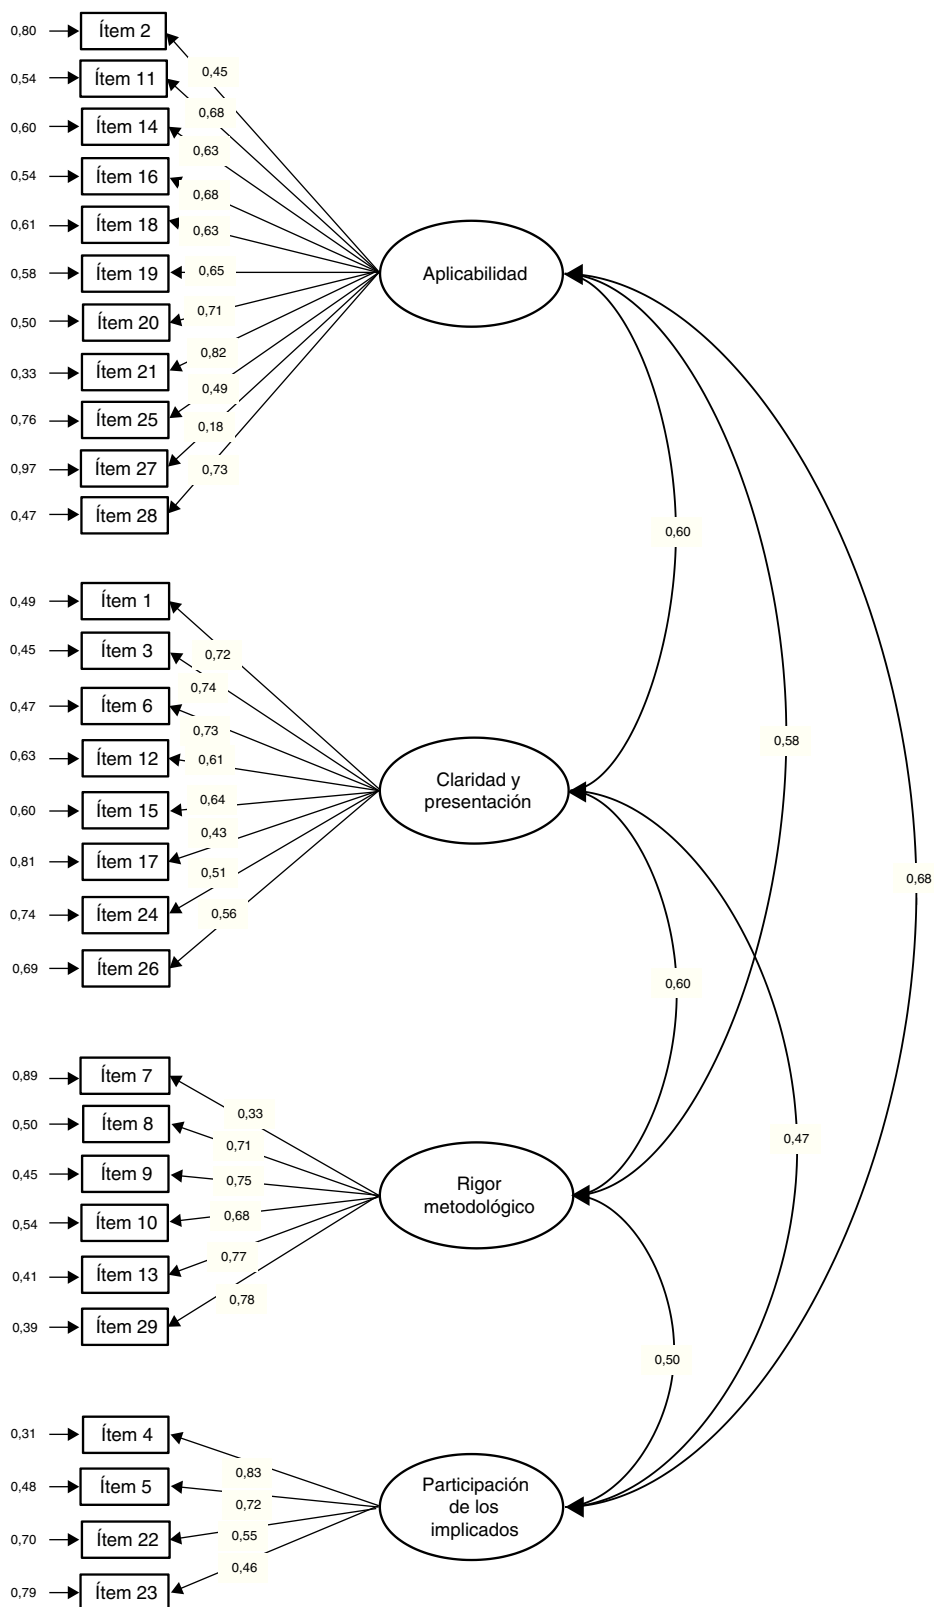 0,80 Ítem 2 0,45
0,54 Ítem 11 0,68
0,60 Ítem 14 0,63
0,54 Ítem 16 0,68
0,61 Ítem 18 0,63
0,58 Ítem 19 0,65
0,50 Ítem 20 0,71
0,33 Ítem 21 0,82
0,76 Ítem 25 0,49
0,97 Ítem 27 0,18
0,47 Ítem 28 0,73
Aplicabilidad
0,60
0,49 Ítem 1 0,72
0,45 Ítem 3 0,74
0,47 Ítem 6 0,73
0,63 Ítem 12 0,61
0,60 Ítem 15 0,64
0,81 Ítem 17 0,43
0,74 Ítem 24 0,51
0,69 Ítem 26 0,56
Claridad y
presentación
0,58
0,68
0,60
0,89 Ítem 7 0,33
0,50 Ítem 8 0,71
0,45 Ítem 9 0,75
0,54 Ítem 10 0,68
0,41 Ítem 13 0,77
0,39 Ítem 29 0,78
Rigor
metodológico
0,47
0,50
0,31 Ítem 4 0,83
0,48 Ítem 5 0,72
0,70 Ítem 22 0,55
0,79 Ítem 23 0,46
Participación
de los
implicados